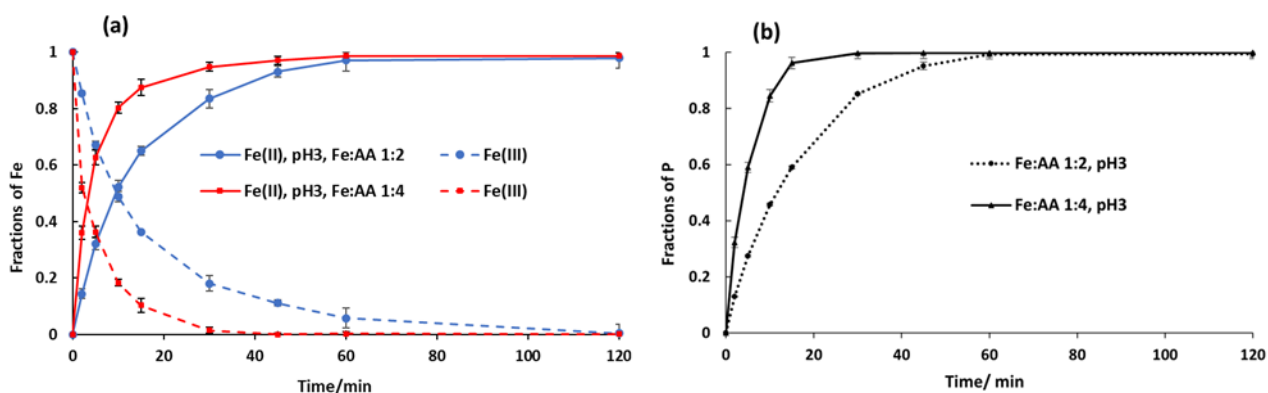 (a)
Fractions of Fe
1
0.8
0.6
0.4
0.2
0
0 20 40 60 80 100 120
Time/min
Fe(II), pH3, Fe:AA 1:2 Fe(III)
Fe(II), pH3, Fe:AA 1:4 Fe(III)
(b)
Fractions of P
1
0.8
0.6
0.4
0.2
0
0 20 40 60 80 100 120
Time/ min
Fe:AA 1:2, pH3
Fe:AA 1:4, pH3